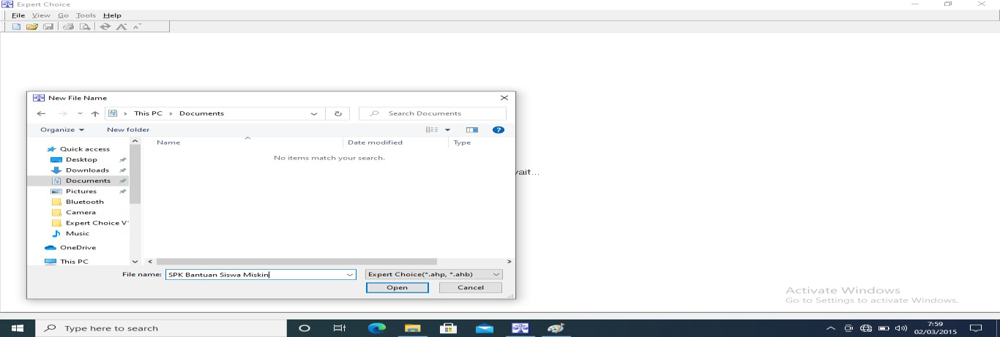 Expert Choice
File View Go Tools Help
New File Name
This PC > Documents
Search Documents
Organize
New folder
Name
Date modified
Type
No items match your search.
Quick access
Desktop
Downloads
Documents
Pictures
Bluetooth
Camera
Expert Choice V
Music
OneDrive
This PC
vait...
File name: SPK Bantuan Siswa Miskin
Expert Choice(*.ahp, *.ahb)
Open
Cancel
Activate Windows
Go to Settings to activate Windows.
Type here to search
7:59
02/03/2015